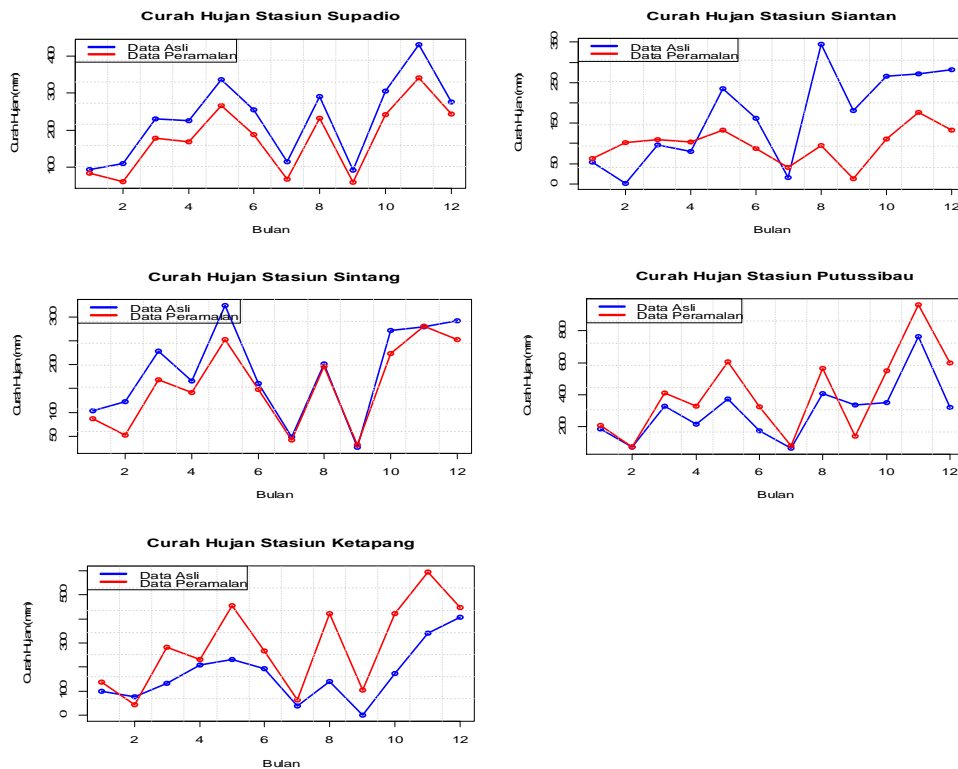 Curah Hujan Stasiun Supadio
Data Asli
Data Peramalan
Curah Hujan(mm)
100 200 300 400
2 4 6 8 10 12
Bulan
Curah Hujan Stasiun Siantan
Data Asli
Data Peramalan
Curah Hujan(mm)
0 50 150 250 350
2 4 6 8 10 12
Bulan
Curah Hujan Stasiun Sintang
Data Asli
Data Peramalan
Curah Hujan(mm)
50 100 200 300
2 4 6 8 10 12
Bulan
Curah Hujan Stasiun Putussibau
Data Asli
Data Peramalan
Curah Hujan(mm)
200 400 600 800
2 4 6 8 10 12
Bulan
Curah Hujan Stasiun Ketapang
Data Asli
Data Peramalan
Curah Hujan(mm)
0 100 300 500
2 4 6 8 10 12
Bulan